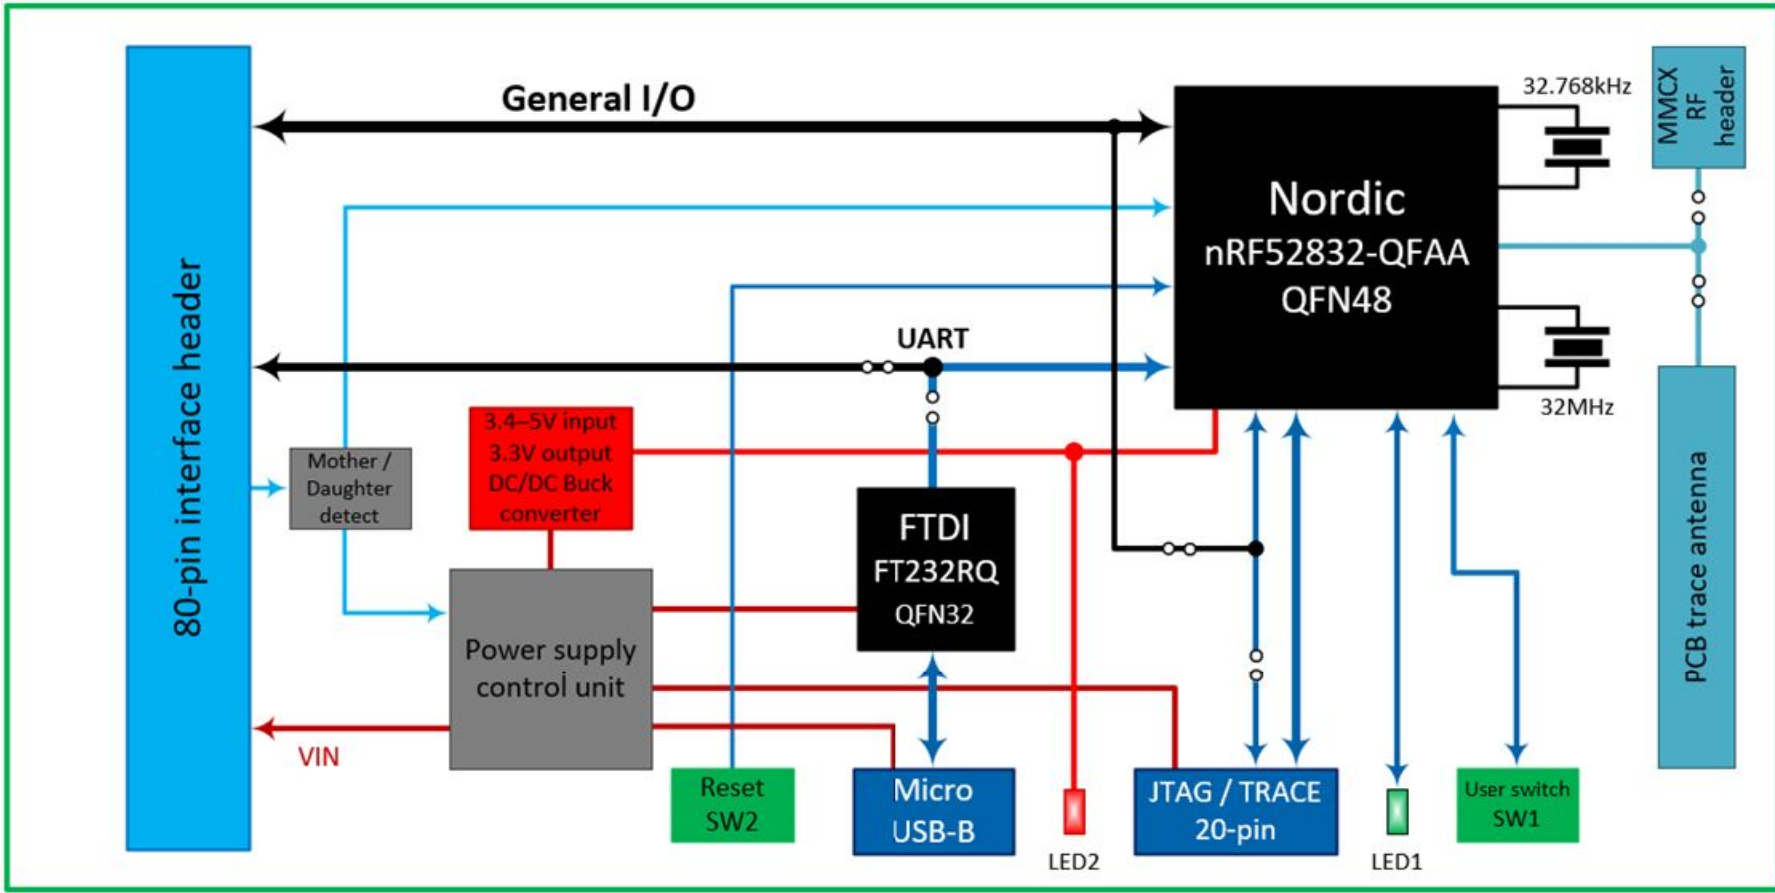 General I/O
32.768kHz
MMCX
RF
header
Nordic
nRF52832-QFAA
QFN48
80-pin interface header
UART
32MHz
3.4–5V input
3.3V output
DC/DC Buck
converter
Mother /
Daughter
detect
FTDI
FT232RQ
QFN32
PCB trace antenna
Power supply
control unit
VIN
Reset
SW2
Micro
USB-B
LED2
JTAG / TRACE
20-pin
LED1
User switch
SW1